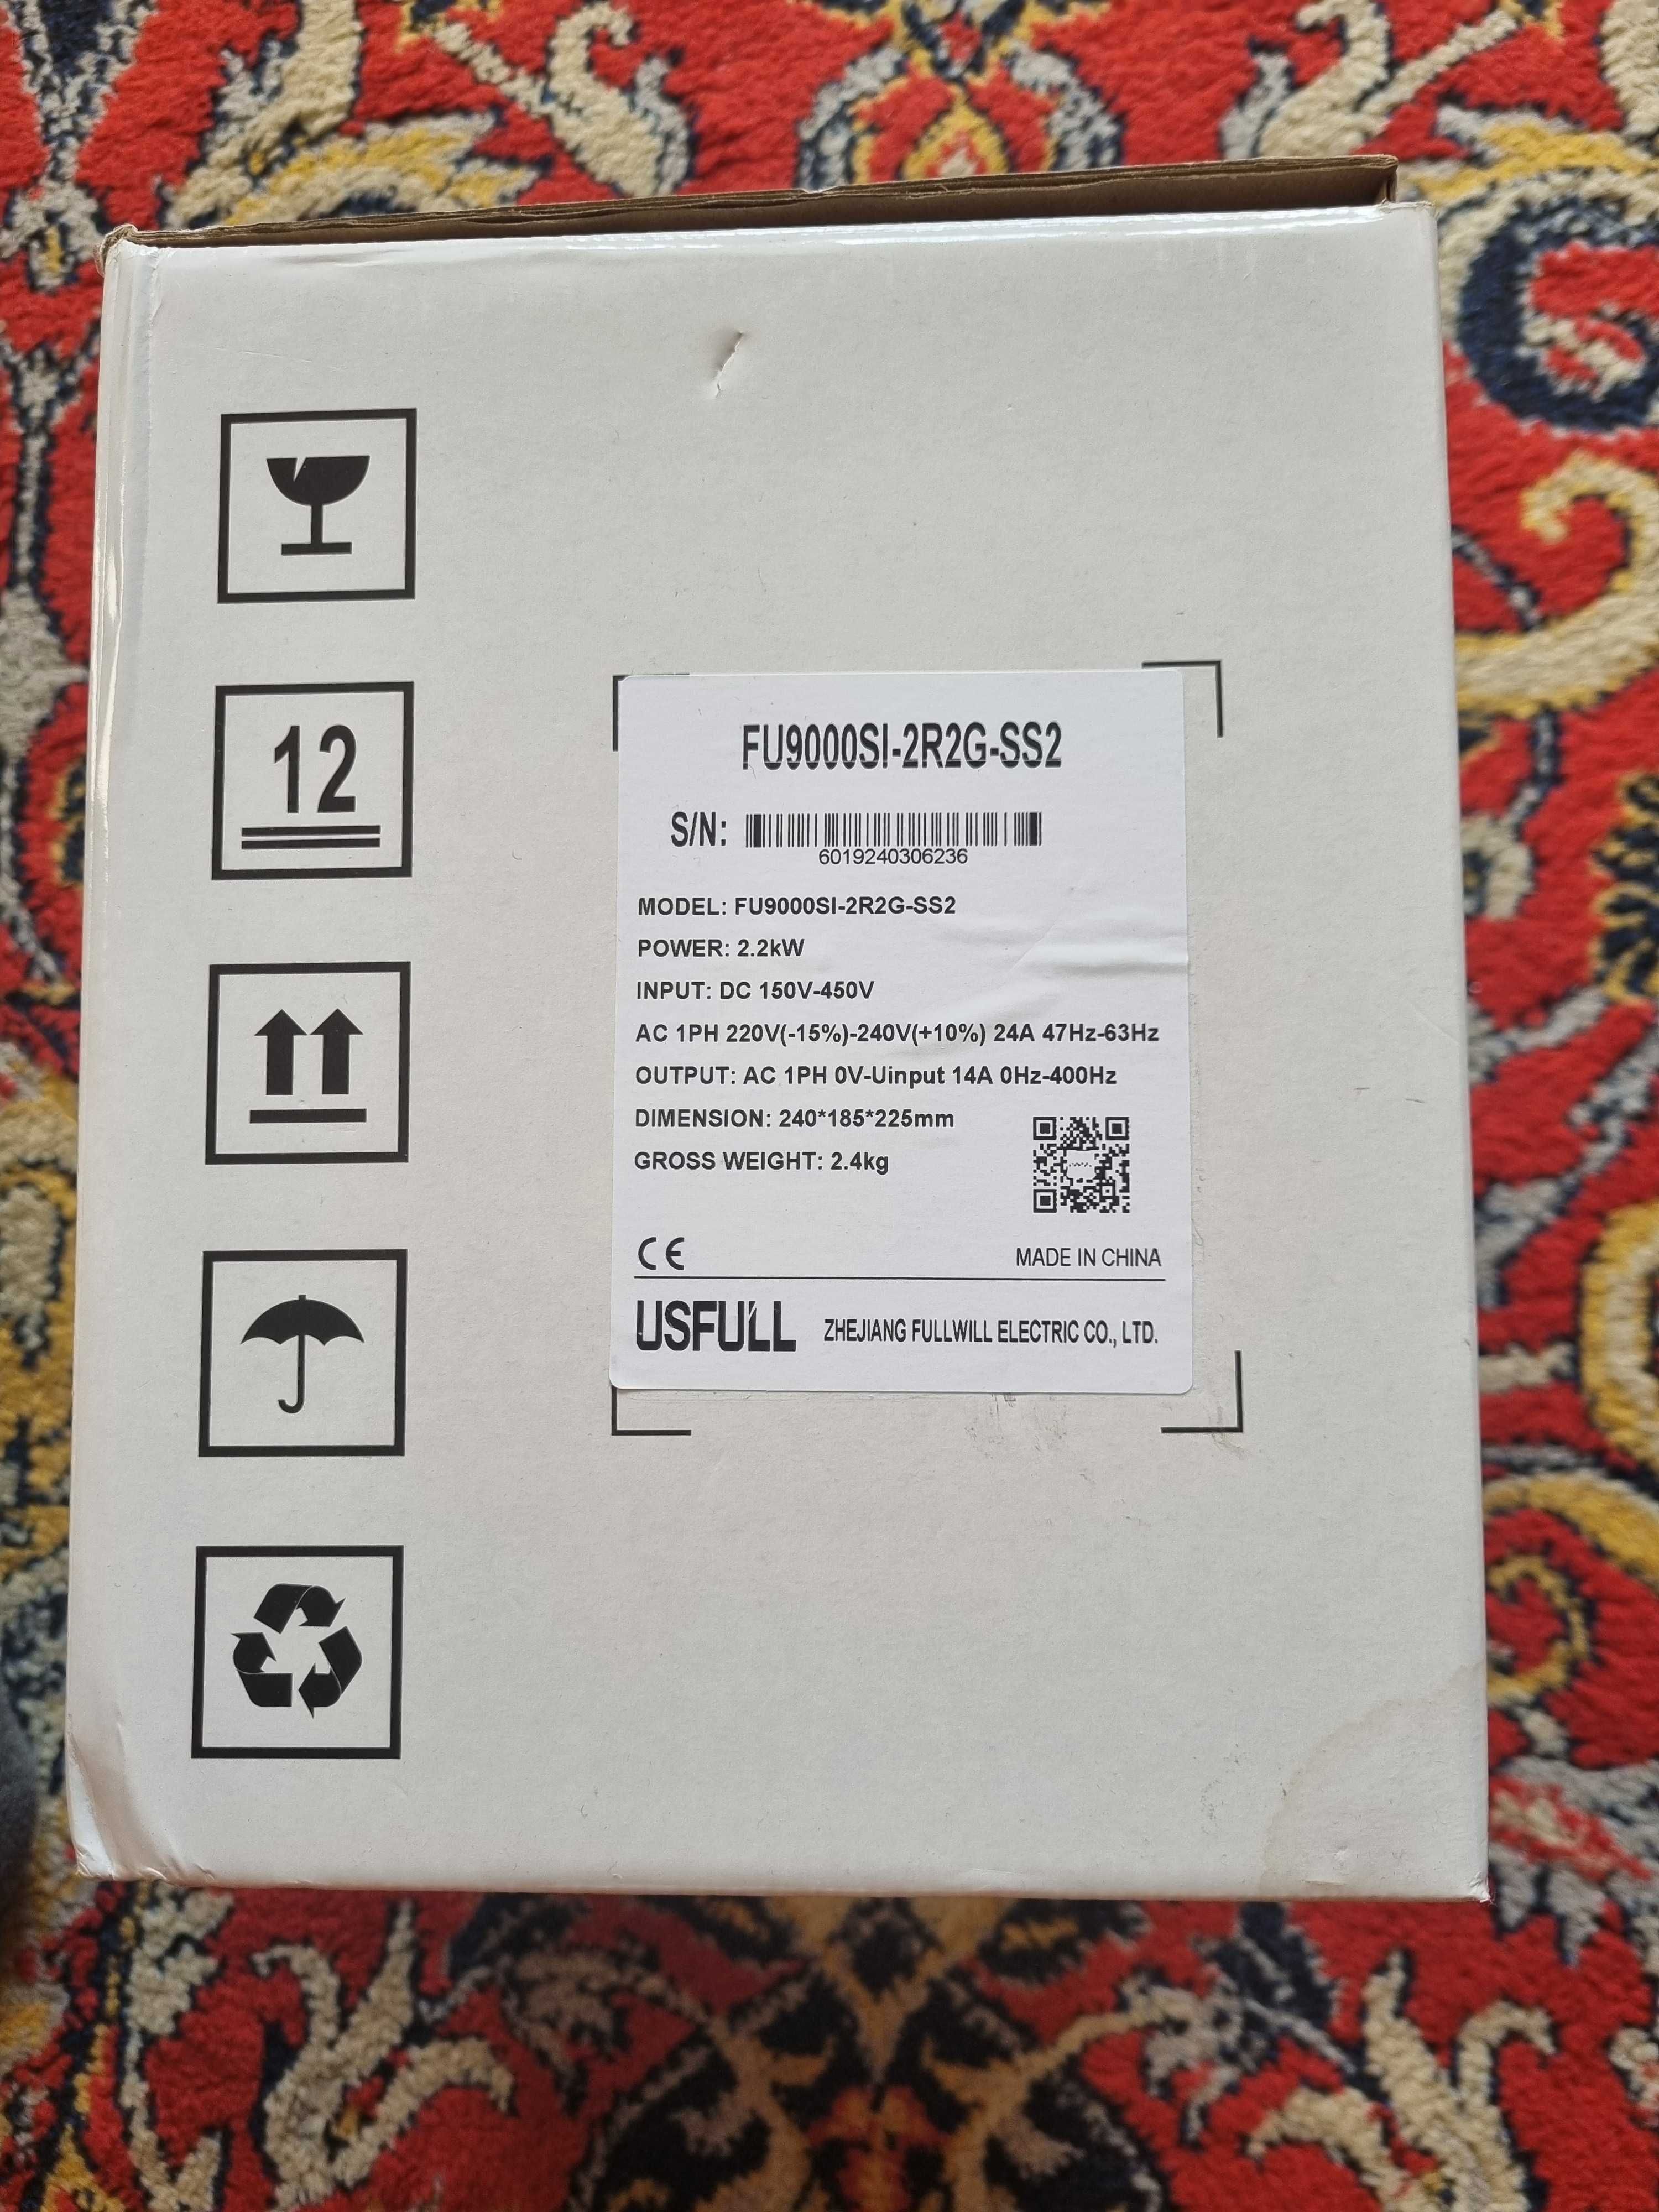 12
FU9000SI-2R2G-SS2
S/N:
6019240306236
MODEL: FU9000SI-2R2G-SS2
POWER: 2.2kW
INPUT: DC 150V-450V
AC 1PH 220V(-15%)-240V(+10%) 24A 47Hz-63Hz
OUTPUT: AC 1PH 0V-Uinput 14A 0Hz-400Hz
DIMENSION: 240*185*225mm
GROSS WEIGHT: 2.4kg
CE
MADE IN CHINA
USFULL ZHEJIANG FULLWILL ELECTRIC CO., LTD.